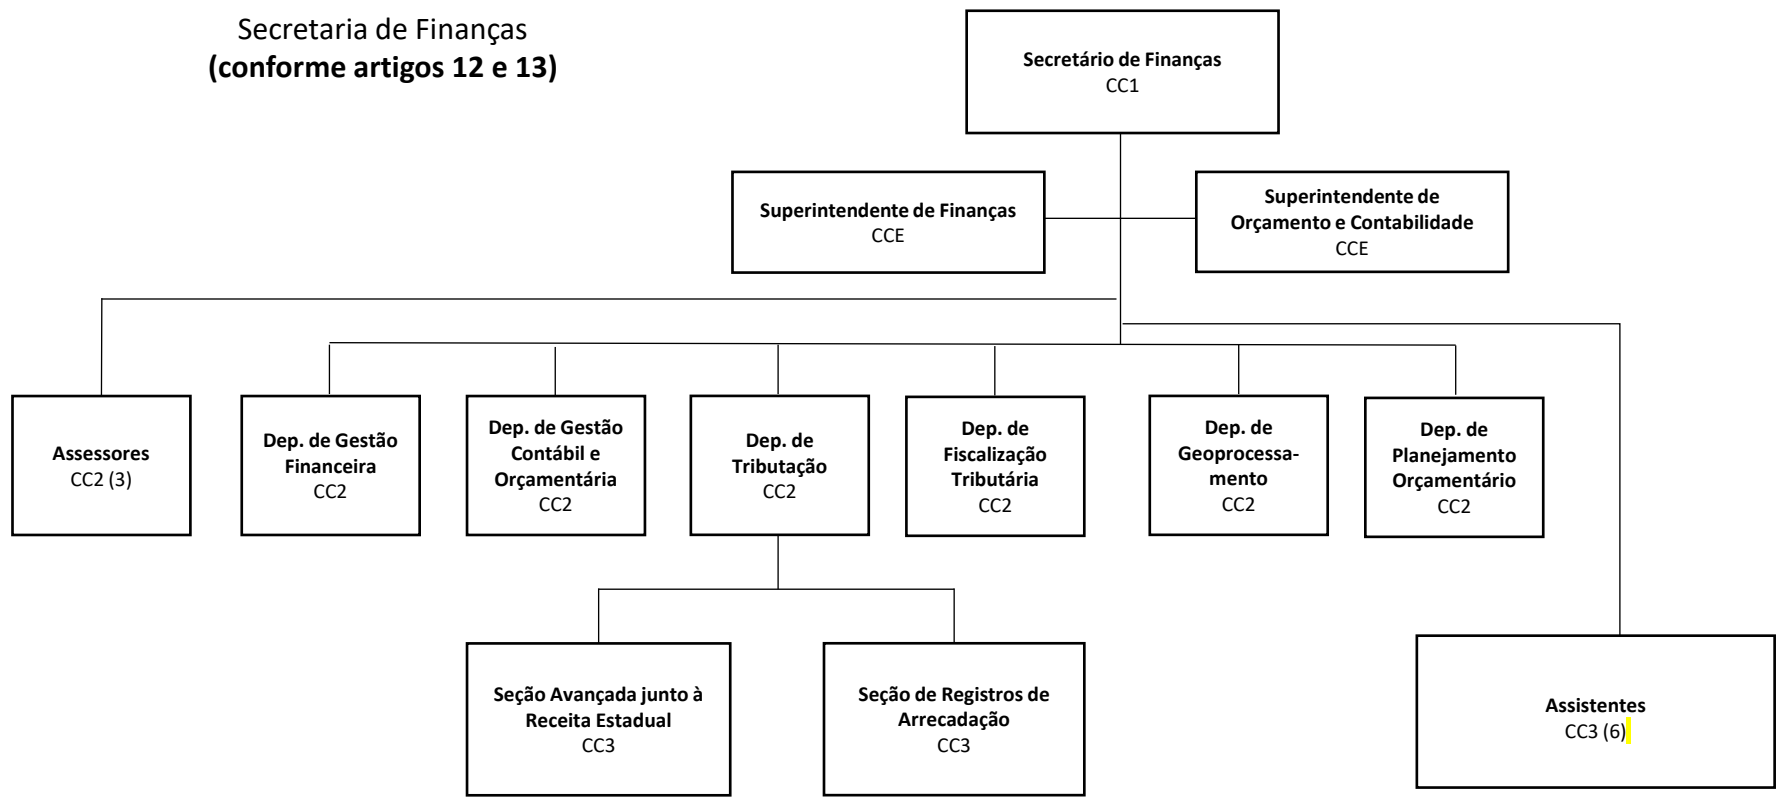 Secretaria de Finanças
(conforme artigos 12 e 13)
Secretário de Finanças
CC1
Superintendente de Finanças
CCE
Superintendente de
Orçamento e Contabilidade
CCE
Assessores
CC2 (3)
Dep. de Gestão
Financeira
CC2
Dep. de Gestão
Contábil e
Orçamentária
CC2
Dep. de
Tributação
CC2
Dep. de
Fiscalização
Tributária
CC2
Dep. de
Geoprocessa-
mento
CC2
Dep. de
Planejamento
Orçamentário
CC2
Seção Avançada junto à
Receita Estadual
CC3
Seção de Registros de
Arrecadação
CC3
Assistentes
CC3 (6)